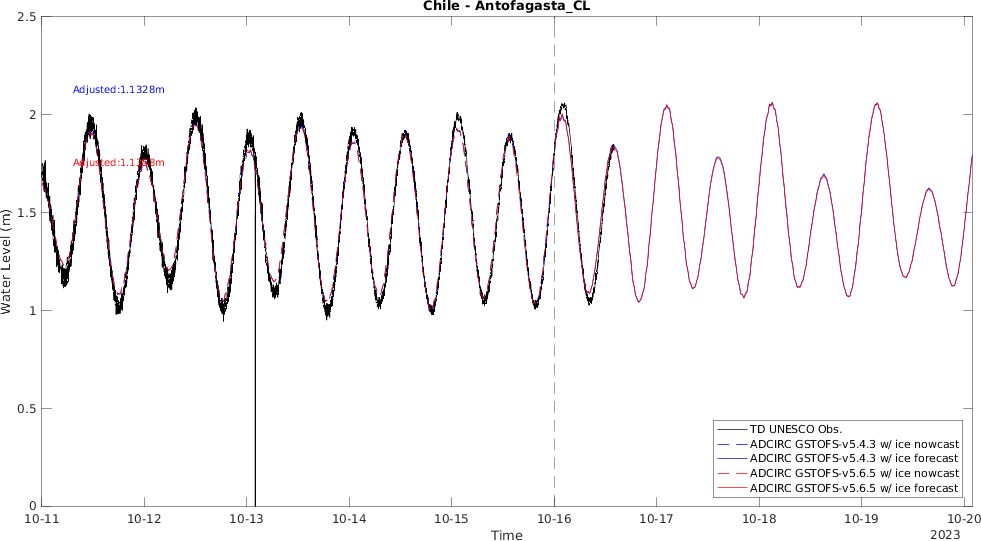 Chile - Antofagasta_CL
2.5
2
1.5
1
0.5
0
Water Level (m)
Adjusted:1.1328m
TD UNESCO Obs.
ADCIRC GSTOFS-v5.4.3 w/ ice nowcast
ADCIRC GSTOFS-v5.4.3 w/ ice forecast
ADCIRC GSTOFS-v5.6.5 w/ ice nowcast
ADCIRC GSTOFS-v5.6.5 w/ ice forecast
10-11
10-12
10-13
10-14
10-15
10-16
10-17
10-18
10-19
10-20
Time
2023